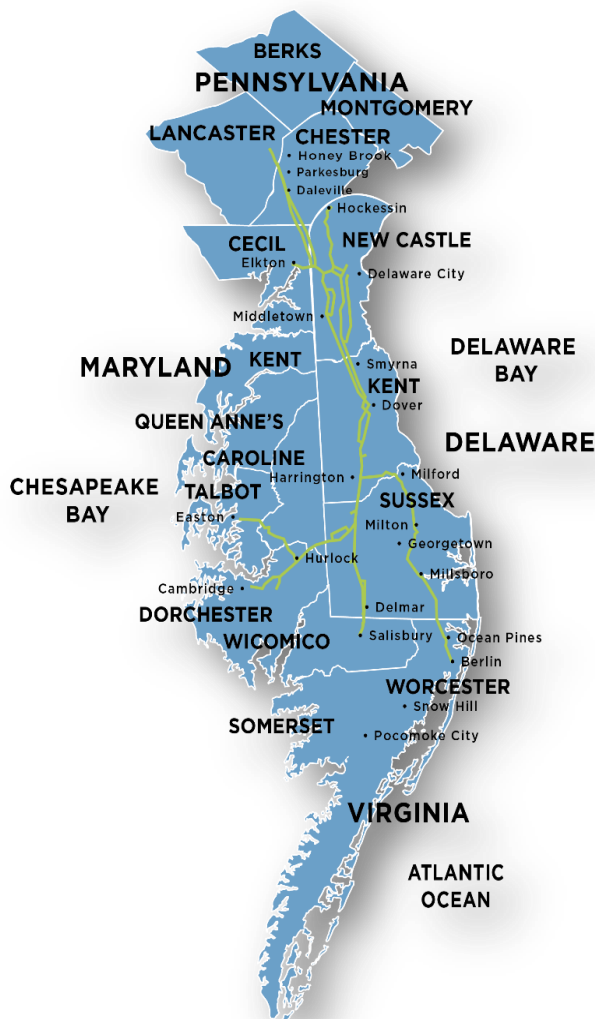 BERKS
PENNSYLVANIA
MONTGOMERY
LANCASTER
CHESTER
Honey Brook
Parkesburg
Daleville
Hockessin
CECIL
NEW CASTLE
Elkton
Delaware City
Middletown
DELAWARE
BAY
MARYLAND
KENT
Smyrna
KENT
Dover
QUEEN ANNE'S
DELAWARE
CAROLINE
Harrington
Milford
CHESAPEAKE
BAY
TALBOT
SUSSEX
Easton
Milton
Georgetown
Hurlock
Millsboro
Cambridge
DORCHESTER
Delmar
WICOMICO
Salisbury
Ocean Pines
Berlin
WORCESTER
Snow Hill
SOMERSET
Pocomoke City
VIRGINIA
ATLANTIC
OCEAN